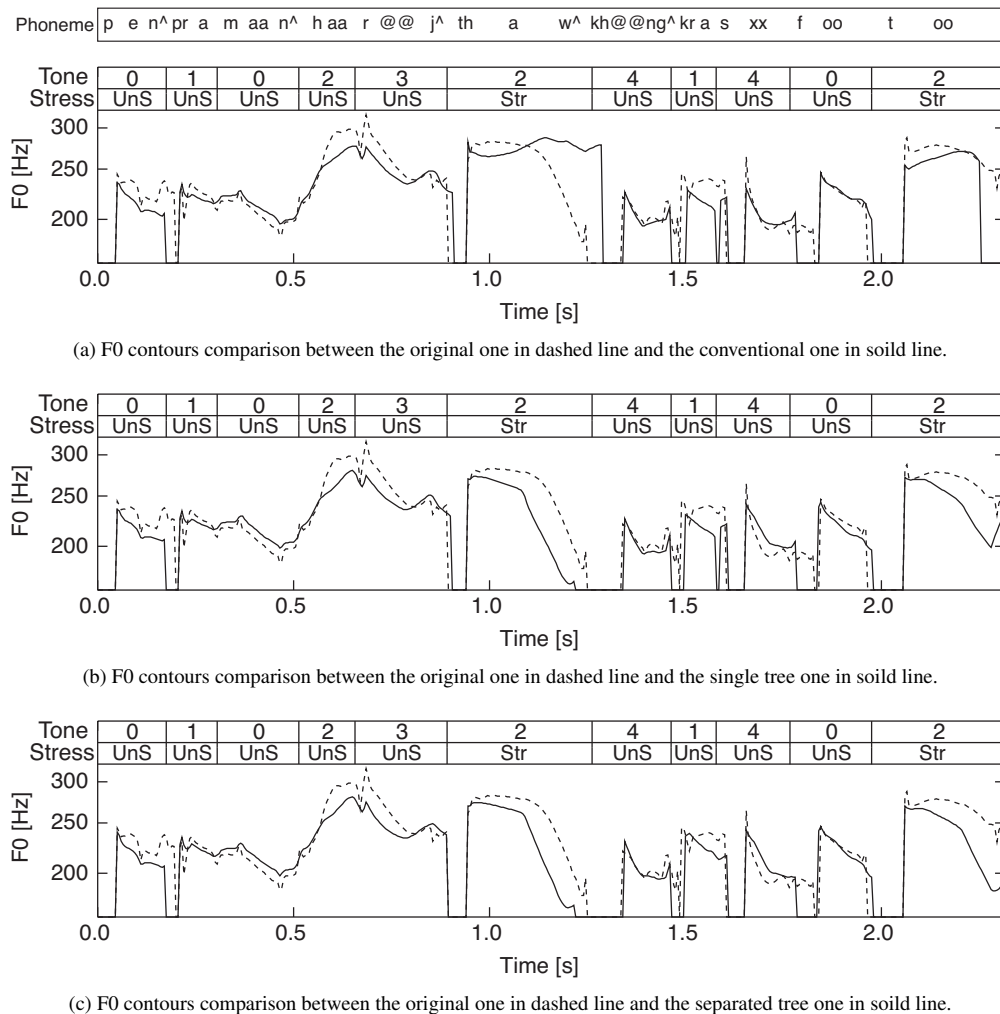 Phoneme p e n^ pr a m aa n^ h aa r @@ j^ th a w^ kh@@ng^ kr a s xx f oo t oo
Tone 0 1 0 2 3 2 4 1 4 0 2
Stress UnS UnS UnS UnS UnS Str UnS UnS UnS UnS Str
300
250
200
F0 [Hz]
0.0 0.5 1.0 1.5 2.0
Time [s]
(a) F0 contours comparison between the original one in dashed line and the conventional one in soild line.
Tone 0 1 0 2 3 2 4 1 4 0 2
Stress UnS UnS UnS UnS UnS Str UnS UnS UnS UnS Str
300
250
200
F0 [Hz]
0.0 0.5 1.0 1.5 2.0
Time [s]
(b) F0 contours comparison between the original one in dashed line and the single tree one in soild line.
Tone 0 1 0 2 3 2 4 1 4 0 2
Stress UnS UnS UnS UnS UnS Str UnS UnS UnS UnS Str
300
250
200
F0 [Hz]
0.0 0.5 1.0 1.5 2.0
Time [s]
(c) F0 contours comparison between the original one in dashed line and the separated tree one in soild line.